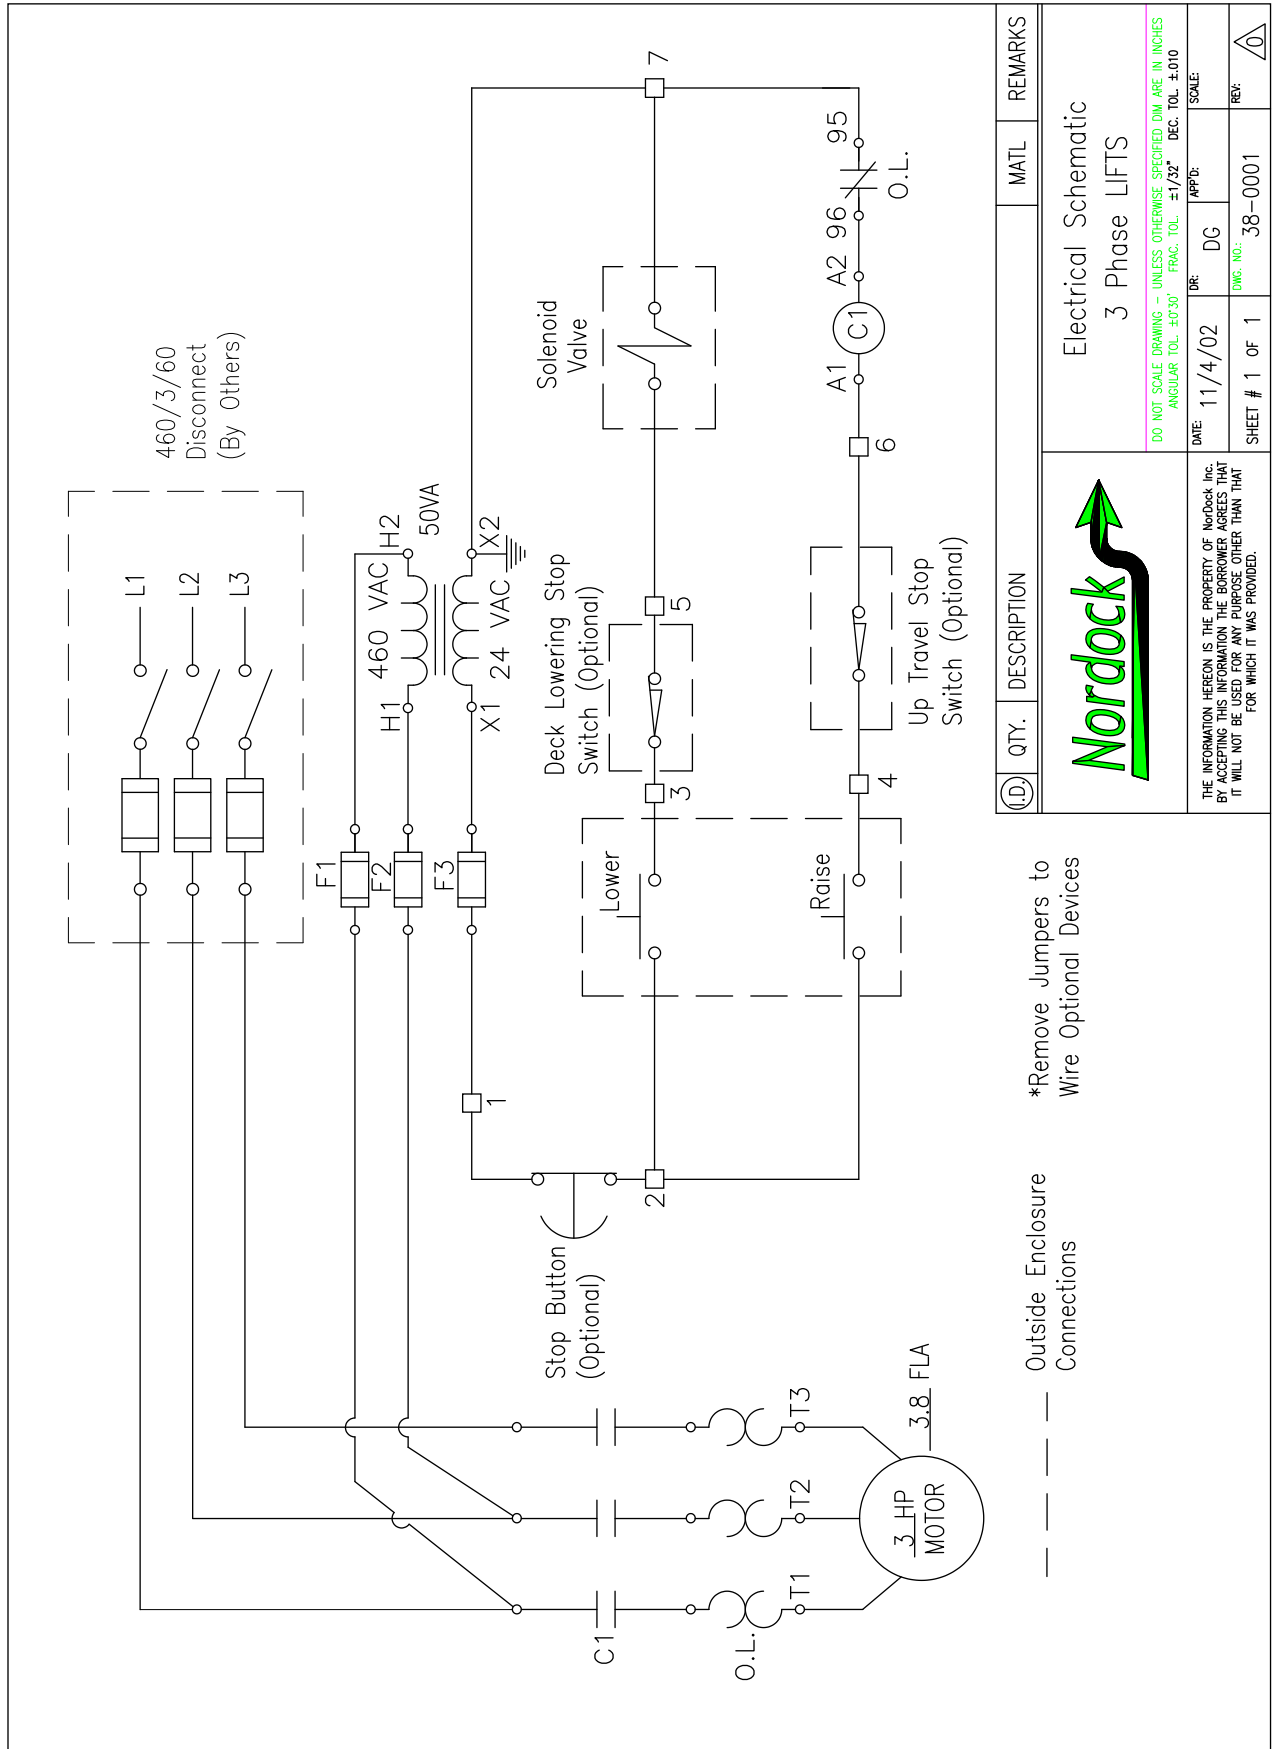 460/3/60
Disconnect
(By Others)
L1
L2
L3
F1
F2
F3
H1
460 VAC
H2
50VA
X1
24 VAC
X2
1
Stop Button
(Optional)
2
Lower
3
Deck Lowering Stop
Switch (Optional)
5
Solenoid
Valve
7
Raise
4
Up Travel Stop
Switch (Optional)
6
A1
C1
A2
96
95
O.L.
C1
O.L.
T1
T2
T3
3 HP
MOTOR
3.8 FLA
Outside Enclosure
Connections
*Remove Jumpers to
Wire Optional Devices
I.D.
QTY.
DESCRIPTION
MATL
REMARKS
Nordock
Electrical Schematic
3 Phase LIFTS
DO NOT SCALE DRAWING - UNLESS OTHERWISE SPECIFIED DIM ARE IN INCHES
ANGULAR TOL. ±0°30' FRAC. TOL. ±1/32" DEC. TOL. ±.010
THE INFORMATION HEREON IS THE PROPERTY OF NorDock Inc.
BY ACCEPTING THIS INFORMATION THE BORROWER AGREES THAT
IT WILL NOT BE USED FOR ANY PURPOSE OTHER THAN THAT
FOR WHICH IT WAS PROVIDED.
DATE: 11/4/02
DR: DG
APP'D:
SCALE:
SHEET # 1 OF 1
DWG. NO.: 38-0001
REV: 0